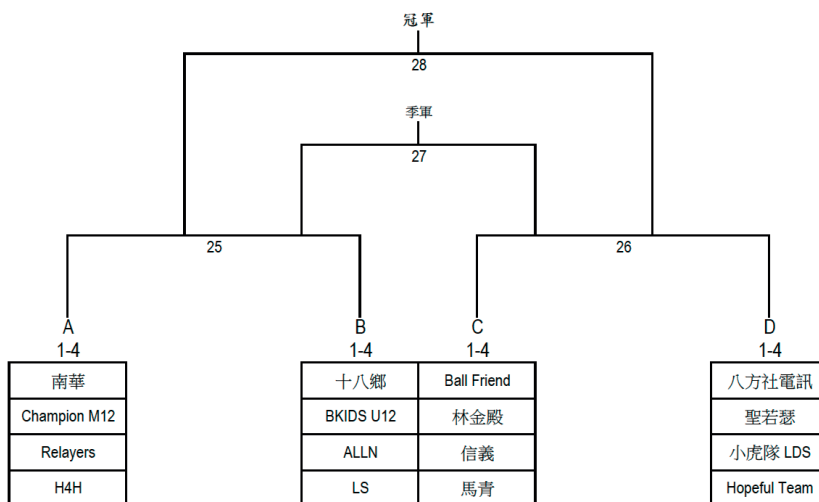 冠軍
28
季軍
27
25
26
A
B
C
D
1-4
1-4
1-4
1-4
南華
十八鄉
Ball Friend
八方社電訊
Champion M12
BKIDS U12
林金殿
聖若瑟
Relayers
ALLN
信義
小虎隊 LDS
H4H
LS
馬青
Hopeful Team